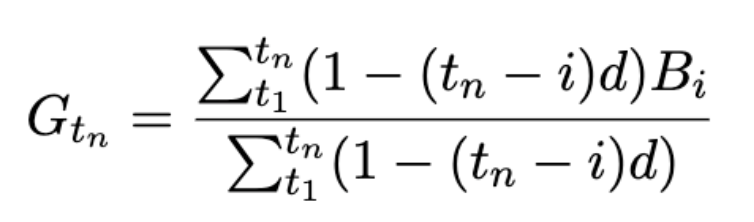 $G_{t_n} = \frac{\sum_{t_1}^{t_n} (1 - (t_n - i)d) B_i}{\sum_{t_1}^{t_n} (1 - (t_n - i)d)}$